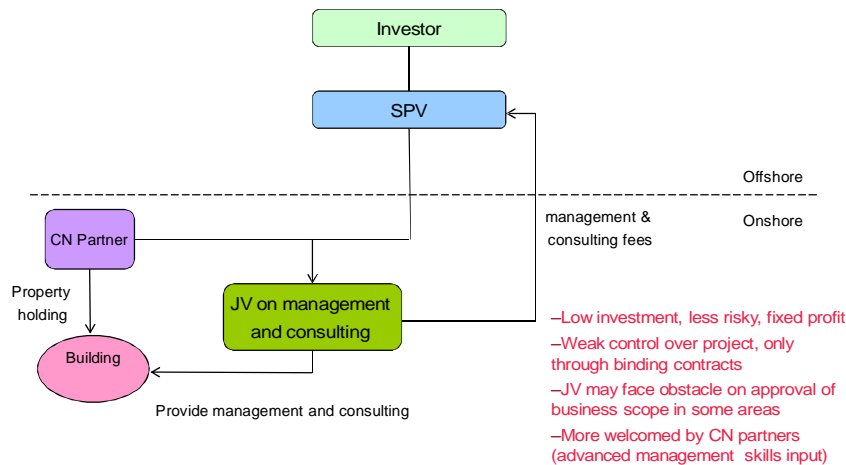 Investor
SPV
Offshore
Onshore
management &
consulting fees
CN Partner
Property
holding
JV on management
and consulting
Building
Provide management and consulting
–Low investment, less risky, fixed profit
–Weak control over project, only
through binding contracts
–JV may face obstacle on approval of
business scope in some areas
–More welcomed by CN partners
(advanced management skills input)